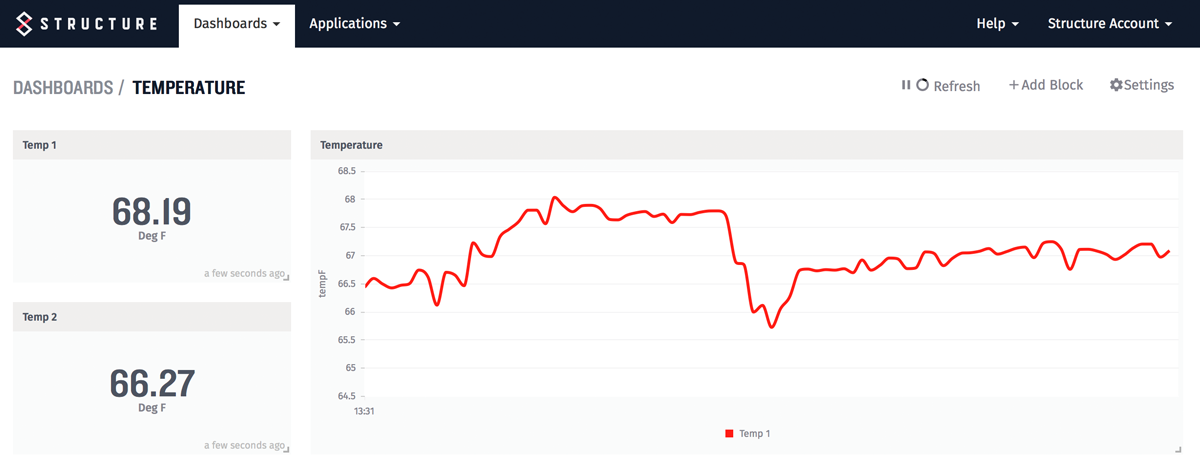 STRUCTURE
Dashboards
Applications
Help
Structure Account
DASHBOARDS / TEMPERATURE
Refresh
+ Add Block
Settings
Temp 1
68.19
Deg F
a few seconds ago
Temp 2
66.27
Deg F
a few seconds ago
Temperature
68.5
68
67.5
67
66.5
66
65.5
65
64.5
tempF
13:31
Temp 1